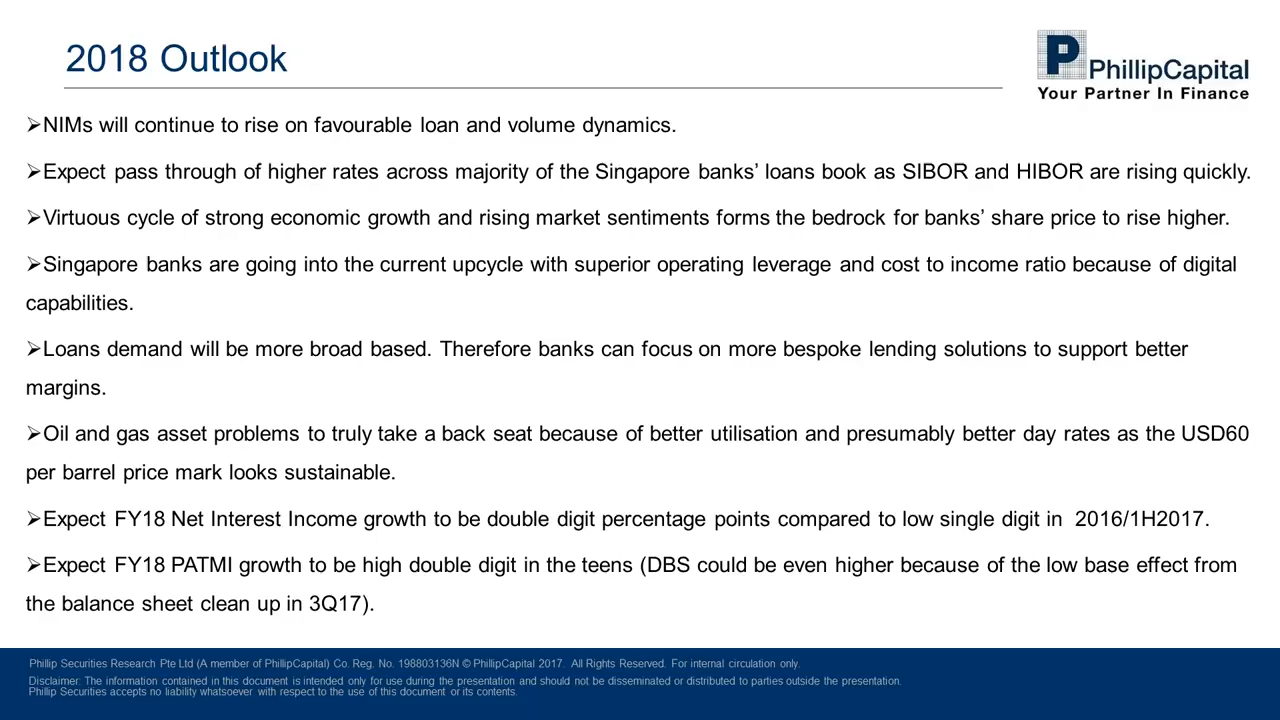 2018 Outlook
P
PhillipCapital
Your Partner In Finance
➢NIMs will continue to rise on favourable loan and volume dynamics.
➢Expect pass through of higher rates across majority of the Singapore banks’ loans book as SIBOR and HIBOR are rising quickly.
➢Virtuous cycle of strong economic growth and rising market sentiments forms the bedrock for banks’ share price to rise higher.
➢Singapore banks are going into the current upcycle with superior operating leverage and cost to income ratio because of digital
capabilities.
➢Loans demand will be more broad based. Therefore banks can focus on more bespoke lending solutions to support better
margins.
➢Oil and gas asset problems to truly take a back seat because of better utilisation and presumably better day rates as the USD60
per barrel price mark looks sustainable.
➢Expect FY18 Net Interest Income growth to be double digit percentage points compared to low single digit in 2016/1H2017.
➢Expect FY18 PATMI growth to be high double digit in the teens (DBS could be even higher because of the low base effect from
the balance sheet clean up in 3Q17).
Phillip Securities Research Pte Ltd (A member of PhillipCapital) Co. Reg. No. 198803136N © PhillipCapital 2017. All Rights Reserved. For internal circulation only.
Disclaimer: The information contained in this document is intended only for use during the presentation and should not be disseminated or distributed to parties outside the presentation.
Phillip Securities accepts no liability whatsoever with respect to the use of this document or its contents.